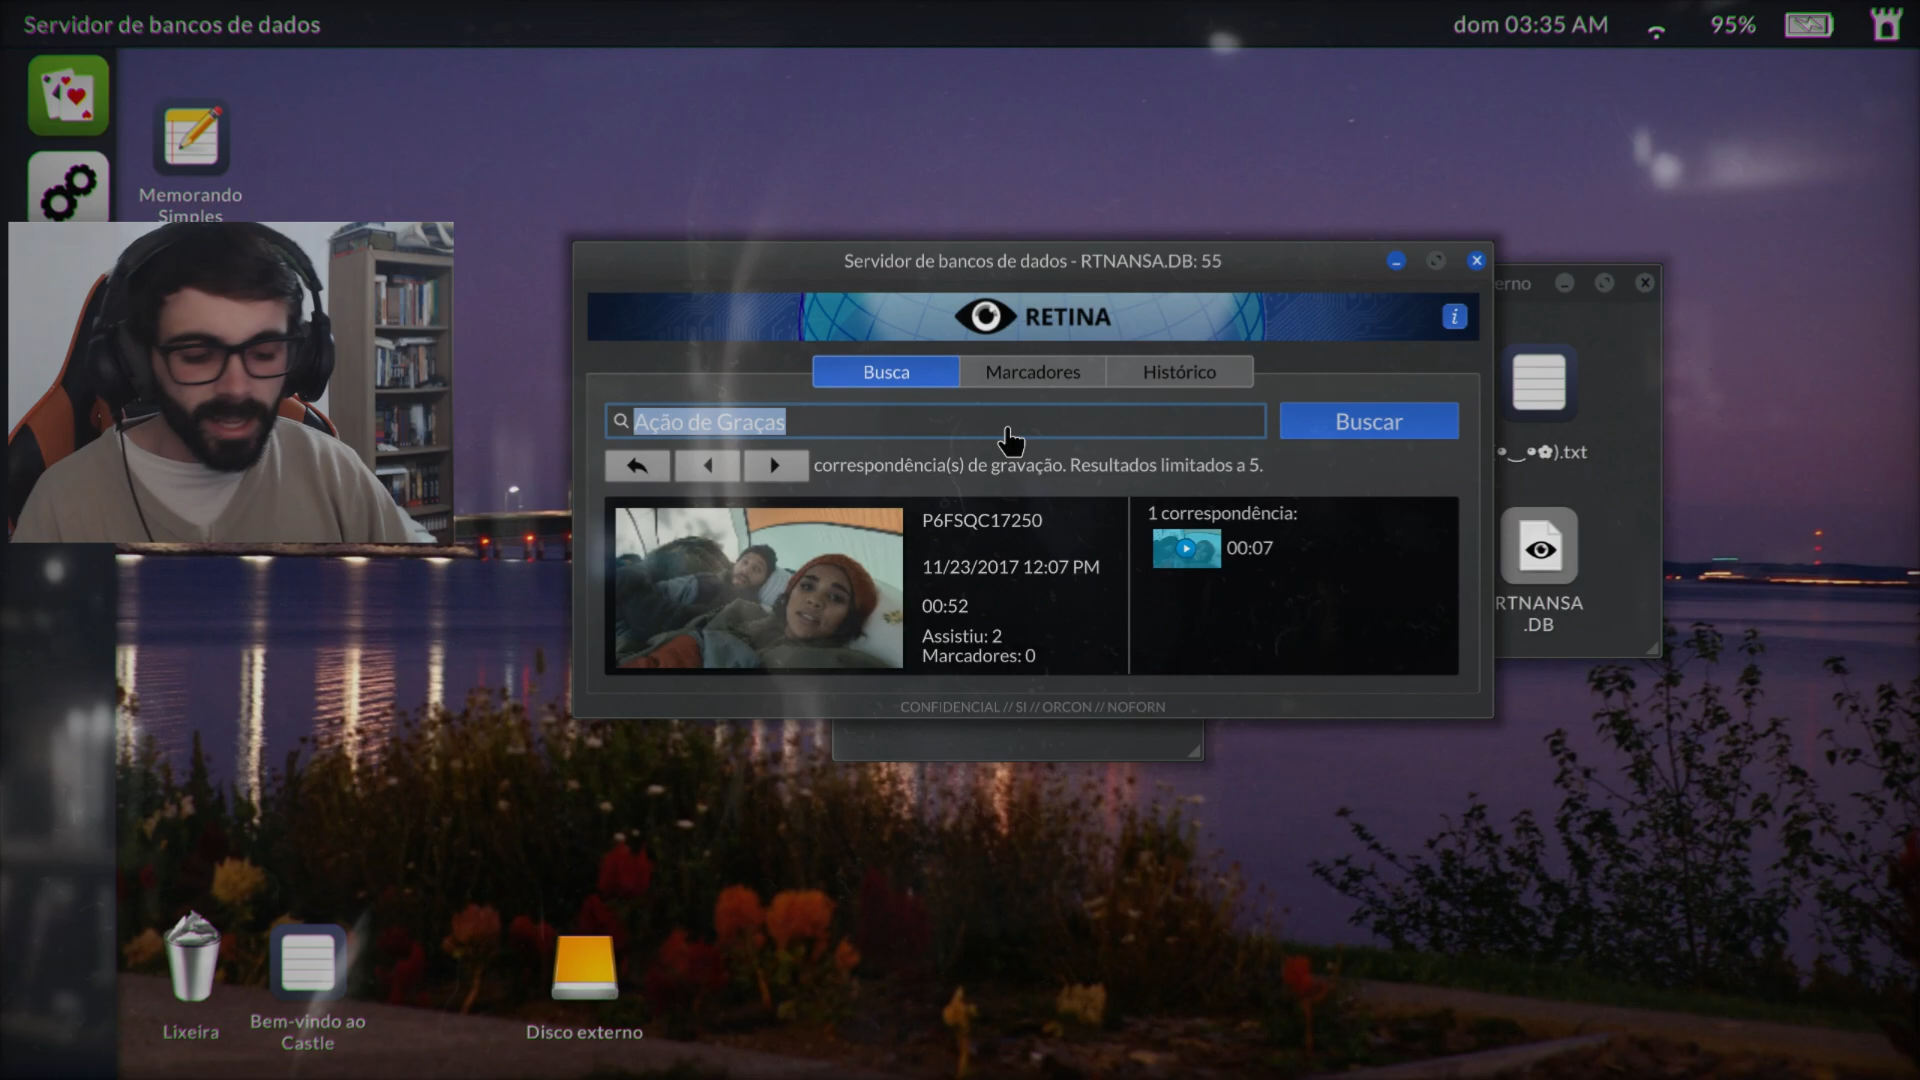 Servidor de bancos de dados
dom 03:35 AM
95%
Memorando
Simples
Servidor de bancos de dados - RTNANSA.DB: 55
erno
RETINA
i
Busca
Marcadores
Histórico
Ação de Graças
Buscar
correspondência(s) de gravação. Resultados limitados a 5.
P6FSQC17250
11/23/2017 12:07 PM
00:52
Assistiu: 2
Marcadores: 0
1 correspondência:
00:07
CONFIDENCIAL // SI // ORCON // NOFORN
(•‿•✿).txt
RTNANSA
.DB
Lixeira
Bem-vindo ao
Castle
Disco externo